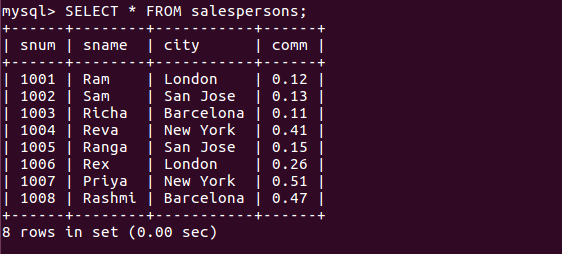 mysql> SELECT * FROM salespersons;
+------+--------+-----------+------+
| snum | sname  | city      | comm |
+------+--------+-----------+------+
| 1001 | Ram    | London    | 0.12 |
| 1002 | Sam    | San Jose  | 0.13 |
| 1003 | Richa  | Barcelona | 0.11 |
| 1004 | Reva   | New York  | 0.41 |
| 1005 | Ranga  | San Jose  | 0.15 |
| 1006 | Rex    | London    | 0.26 |
| 1007 | Priya  | New York  | 0.51 |
| 1008 | Rashmi | Barcelona | 0.47 |
+------+--------+-----------+------+
8 rows in set (0.00 sec)